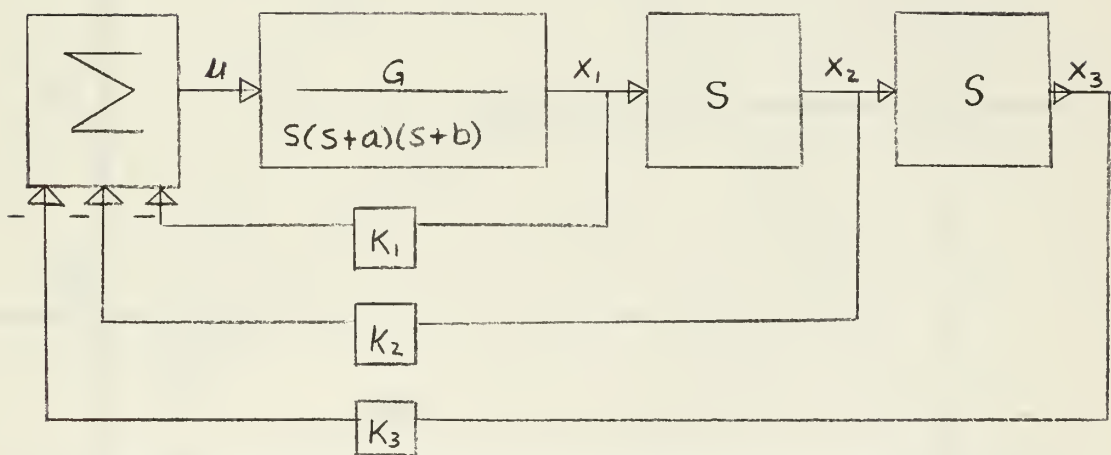 Σ
u
G
S(S+a)(S+b)
X₁
S
X₂
S
X₃
- - -
K₁
K₂
K₃